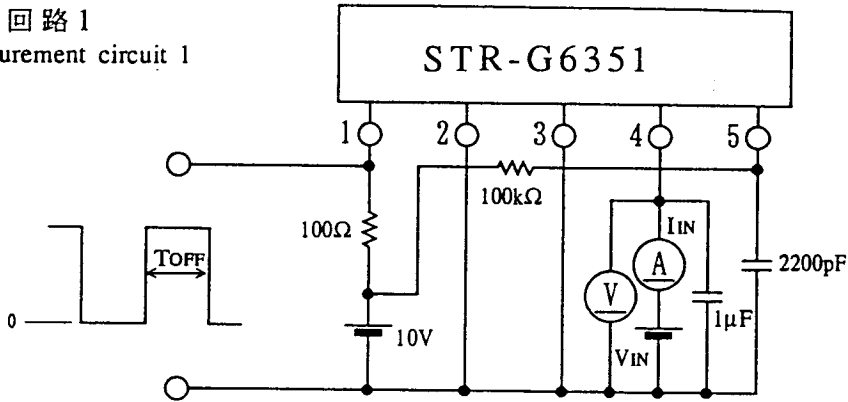 回路1
urement circuit 1
STR-G6351
1 2 3 4 5
100kΩ
100Ω
IIN
TOFF
A
2200pF
V
1μF
0
10V
VIN